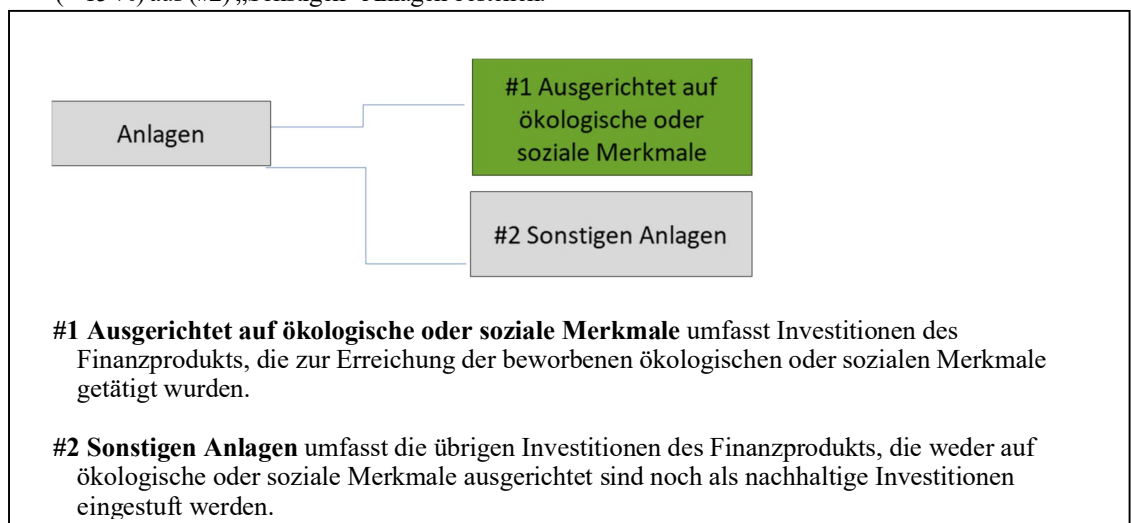 #1 Ausgerichtet auf
ökologische oder
soziale Merkmale
Anlagen
#2 Sonstigen Anlagen
#1 Ausgerichtet auf ökologische oder soziale Merkmale umfasst Investitionen des
Finanzprodukts, die zur Erreichung der beworbenen ökologischen oder sozialen Merkmale
getätigt wurden.
#2 Sonstigen Anlagen umfasst die übrigen Investitionen des Finanzprodukts, die weder auf
ökologische oder soziale Merkmale ausgerichtet sind noch als nachhaltige Investitionen
eingestuft werden.